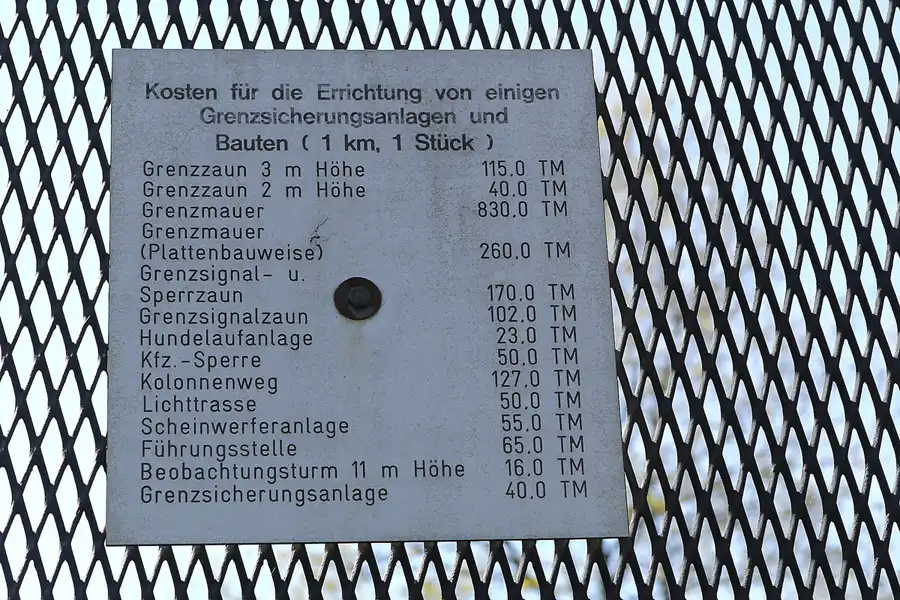 Kosten für die Errichtung von einigen
Grenzsicherungsanlagen und
Bauten ( 1 km, 1 Stück )
Grenzzaun 3 m Höhe 115.0 TM
Grenzzaun 2 m Höhe 40.0 TM
Grenzmauer 830.0 TM
Grenzmauer
(Plattenbauweise) 260.0 TM
Grenzsignal- u.
Sperrzaun 170.0 TM
Grenzsignalzaun 102.0 TM
Hundelaufanlage 23.0 TM
Kfz.-Sperre 50.0 TM
Kolonnenweg 127.0 TM
Lichttrasse 50.0 TM
Scheinwerferanlage 55.0 TM
Führungsstelle 65.0 TM
Beobachtungsturm 11 m Höhe 16.0 TM
Grenzsicherungsanlage 40.0 TM